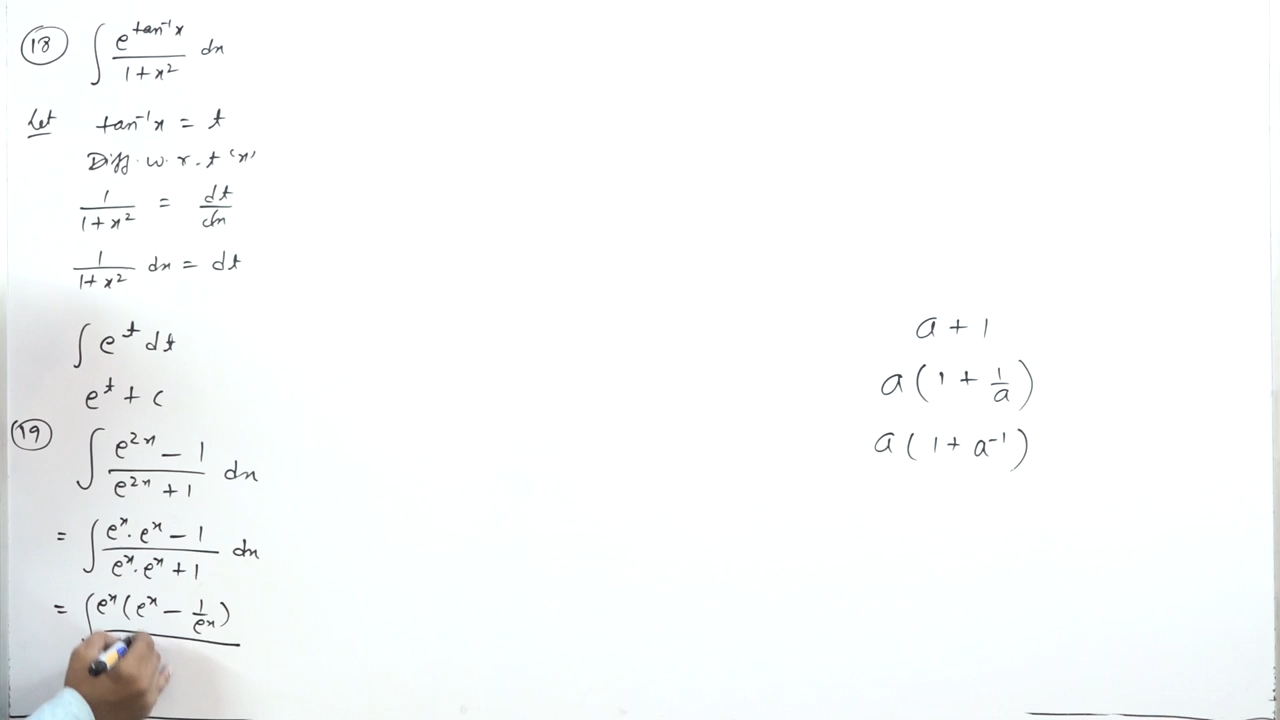 (18) ∫ e^(tan⁻¹x) / (1 + x²) dx
Let tan⁻¹x = t
Diff. w. r. t 'x'
1/(1 + x²) = dt/dx
1/(1 + x²) dx = dt
∫ e^t dt
e^t + c
(19) ∫ (e^(2x) − 1)/(e^(2x) + 1) dx
= ∫ (e^x · e^x − 1)/(e^x · e^x + 1) dx
= ∫ e^x (e^x − 1/e^x)
a + 1
a(1 + 1/a)
a(1 + a⁻¹)